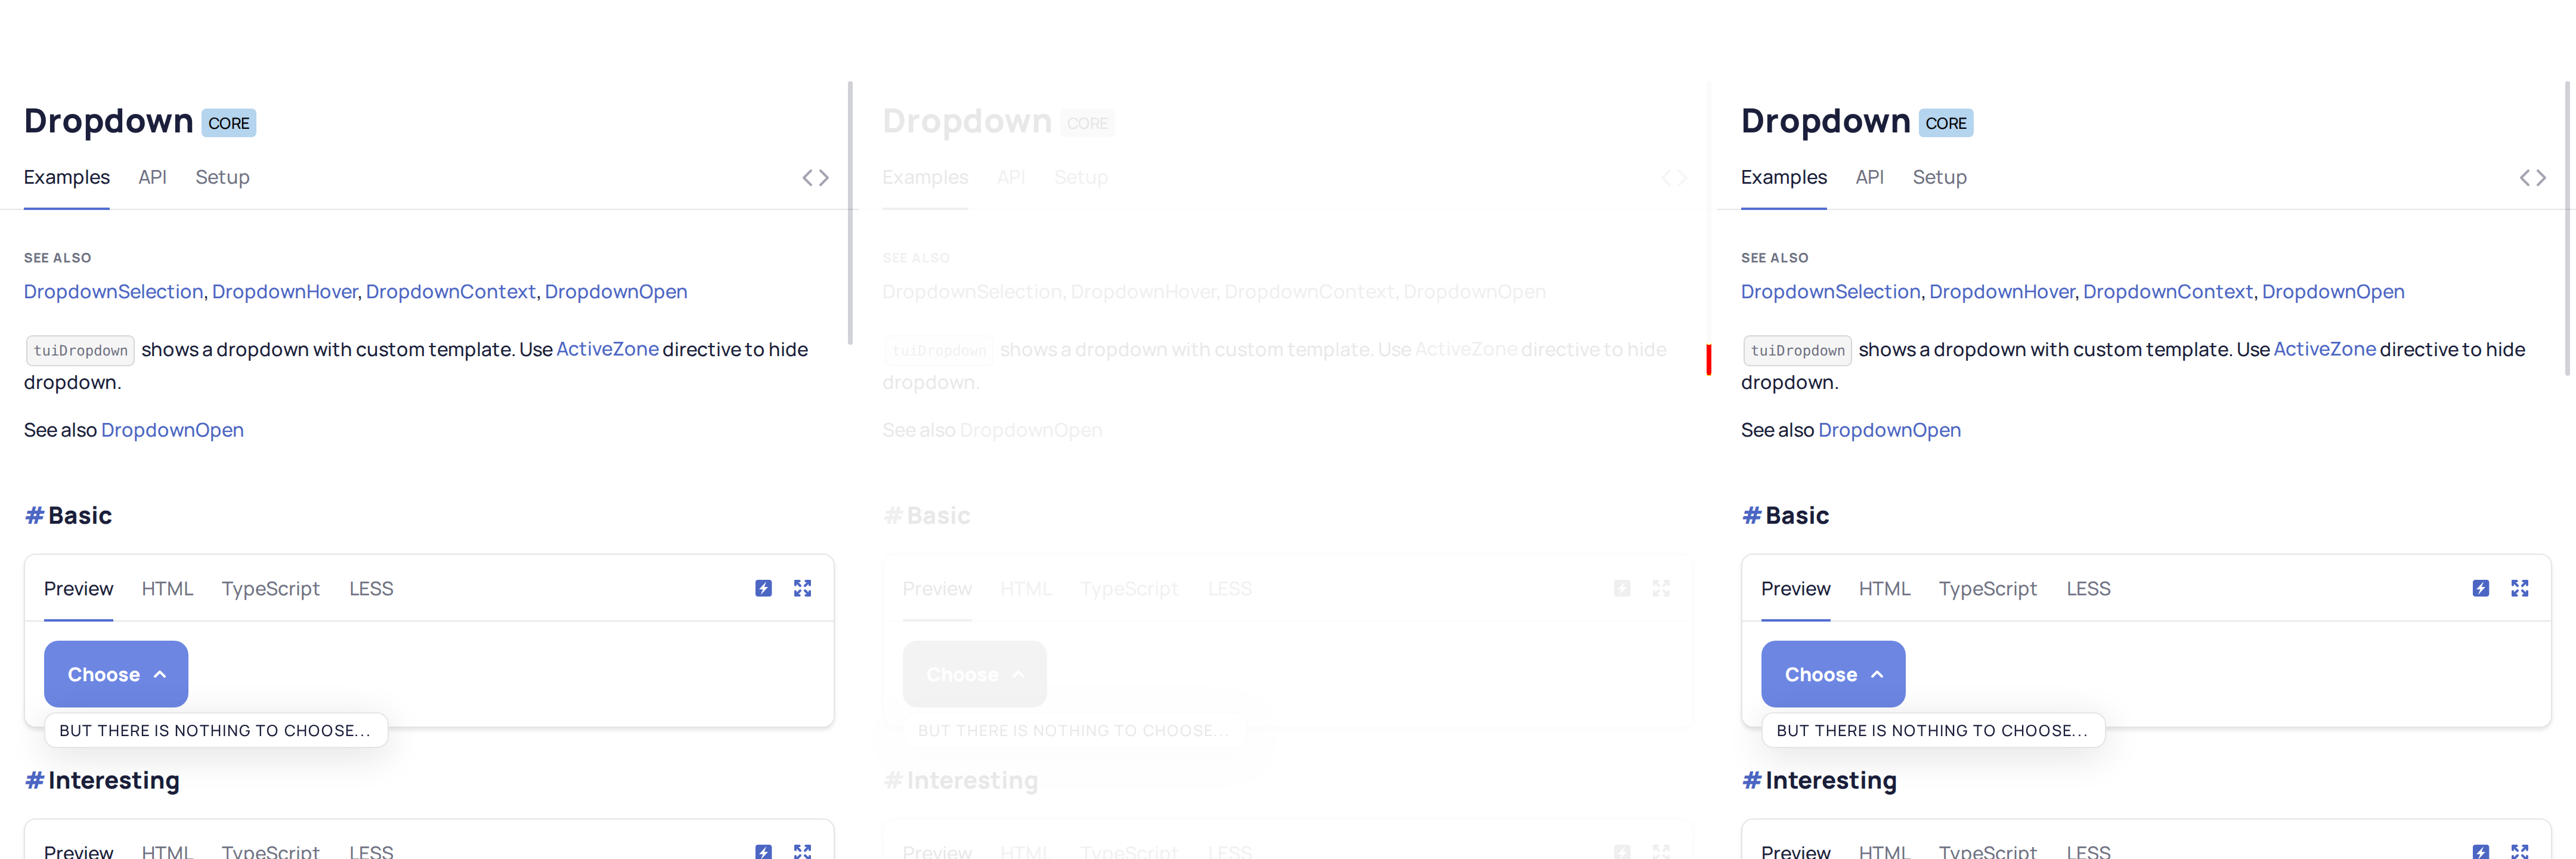 Dropdown CORE
Examples API Setup
SEE ALSO
DropdownSelection, DropdownHover, DropdownContext, DropdownOpen
tuiDropdown shows a dropdown with custom template. Use ActiveZone directive to hide
dropdown.
See also DropdownOpen
# Basic
Preview HTML TypeScript LESS
Choose
BUT THERE IS NOTHING TO CHOOSE...
# Interesting
Preview HTML TypeScript LESS
Dropdown CORE
Examples API Setup
SEE ALSO
DropdownSelection, DropdownHover, DropdownContext, DropdownOpen
tuiDropdown shows a dropdown with custom template. Use ActiveZone directive to hide
dropdown.
See also DropdownOpen
# Basic
Preview HTML TypeScript LESS
Choose
BUT THERE IS NOTHING TO CHOOSE...
# Interesting
Preview HTML TypeScript LESS
Dropdown CORE
Examples API Setup
SEE ALSO
DropdownSelection, DropdownHover, DropdownContext, DropdownOpen
tuiDropdown shows a dropdown with custom template. Use ActiveZone directive to hide
dropdown.
See also DropdownOpen
# Basic
Preview HTML TypeScript LESS
Choose
BUT THERE IS NOTHING TO CHOOSE...
# Interesting
Preview HTML TypeScript LESS